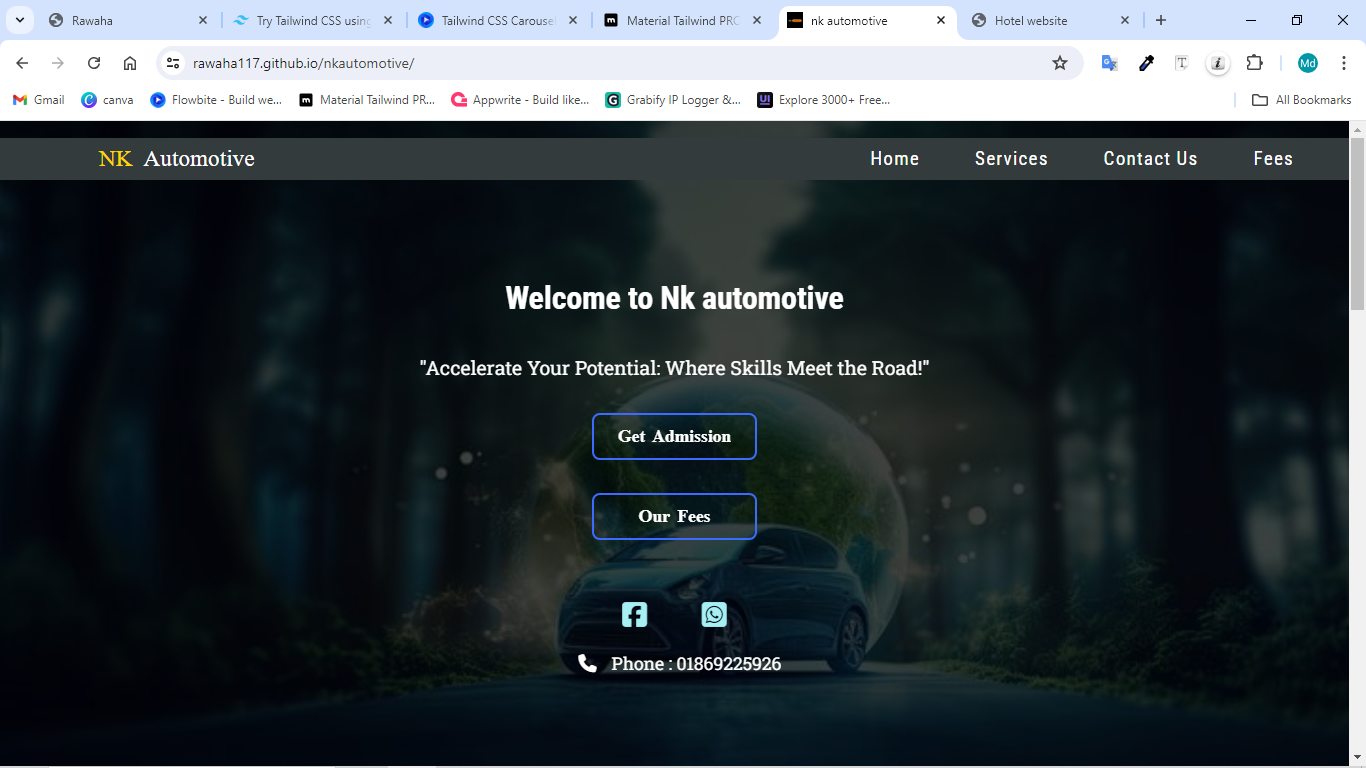 Rawaha
Try Tailwind CSS using
Tailwind CSS Carousel
Material Tailwind PRO
nk automotive
Hotel website
rawaha117.github.io/nkautomotive/
Md
Gmail
canva
Flowbite - Build we...
Material Tailwind PR...
Appwrite - Build like...
Grabify IP Logger &...
Explore 3000+ Free...
All Bookmarks
NK Automotive
Home
Services
Contact Us
Fees
Welcome to Nk automotive
"Accelerate Your Potential: Where Skills Meet the Road!"
Get Admission
Our Fees
Phone : 01869225926